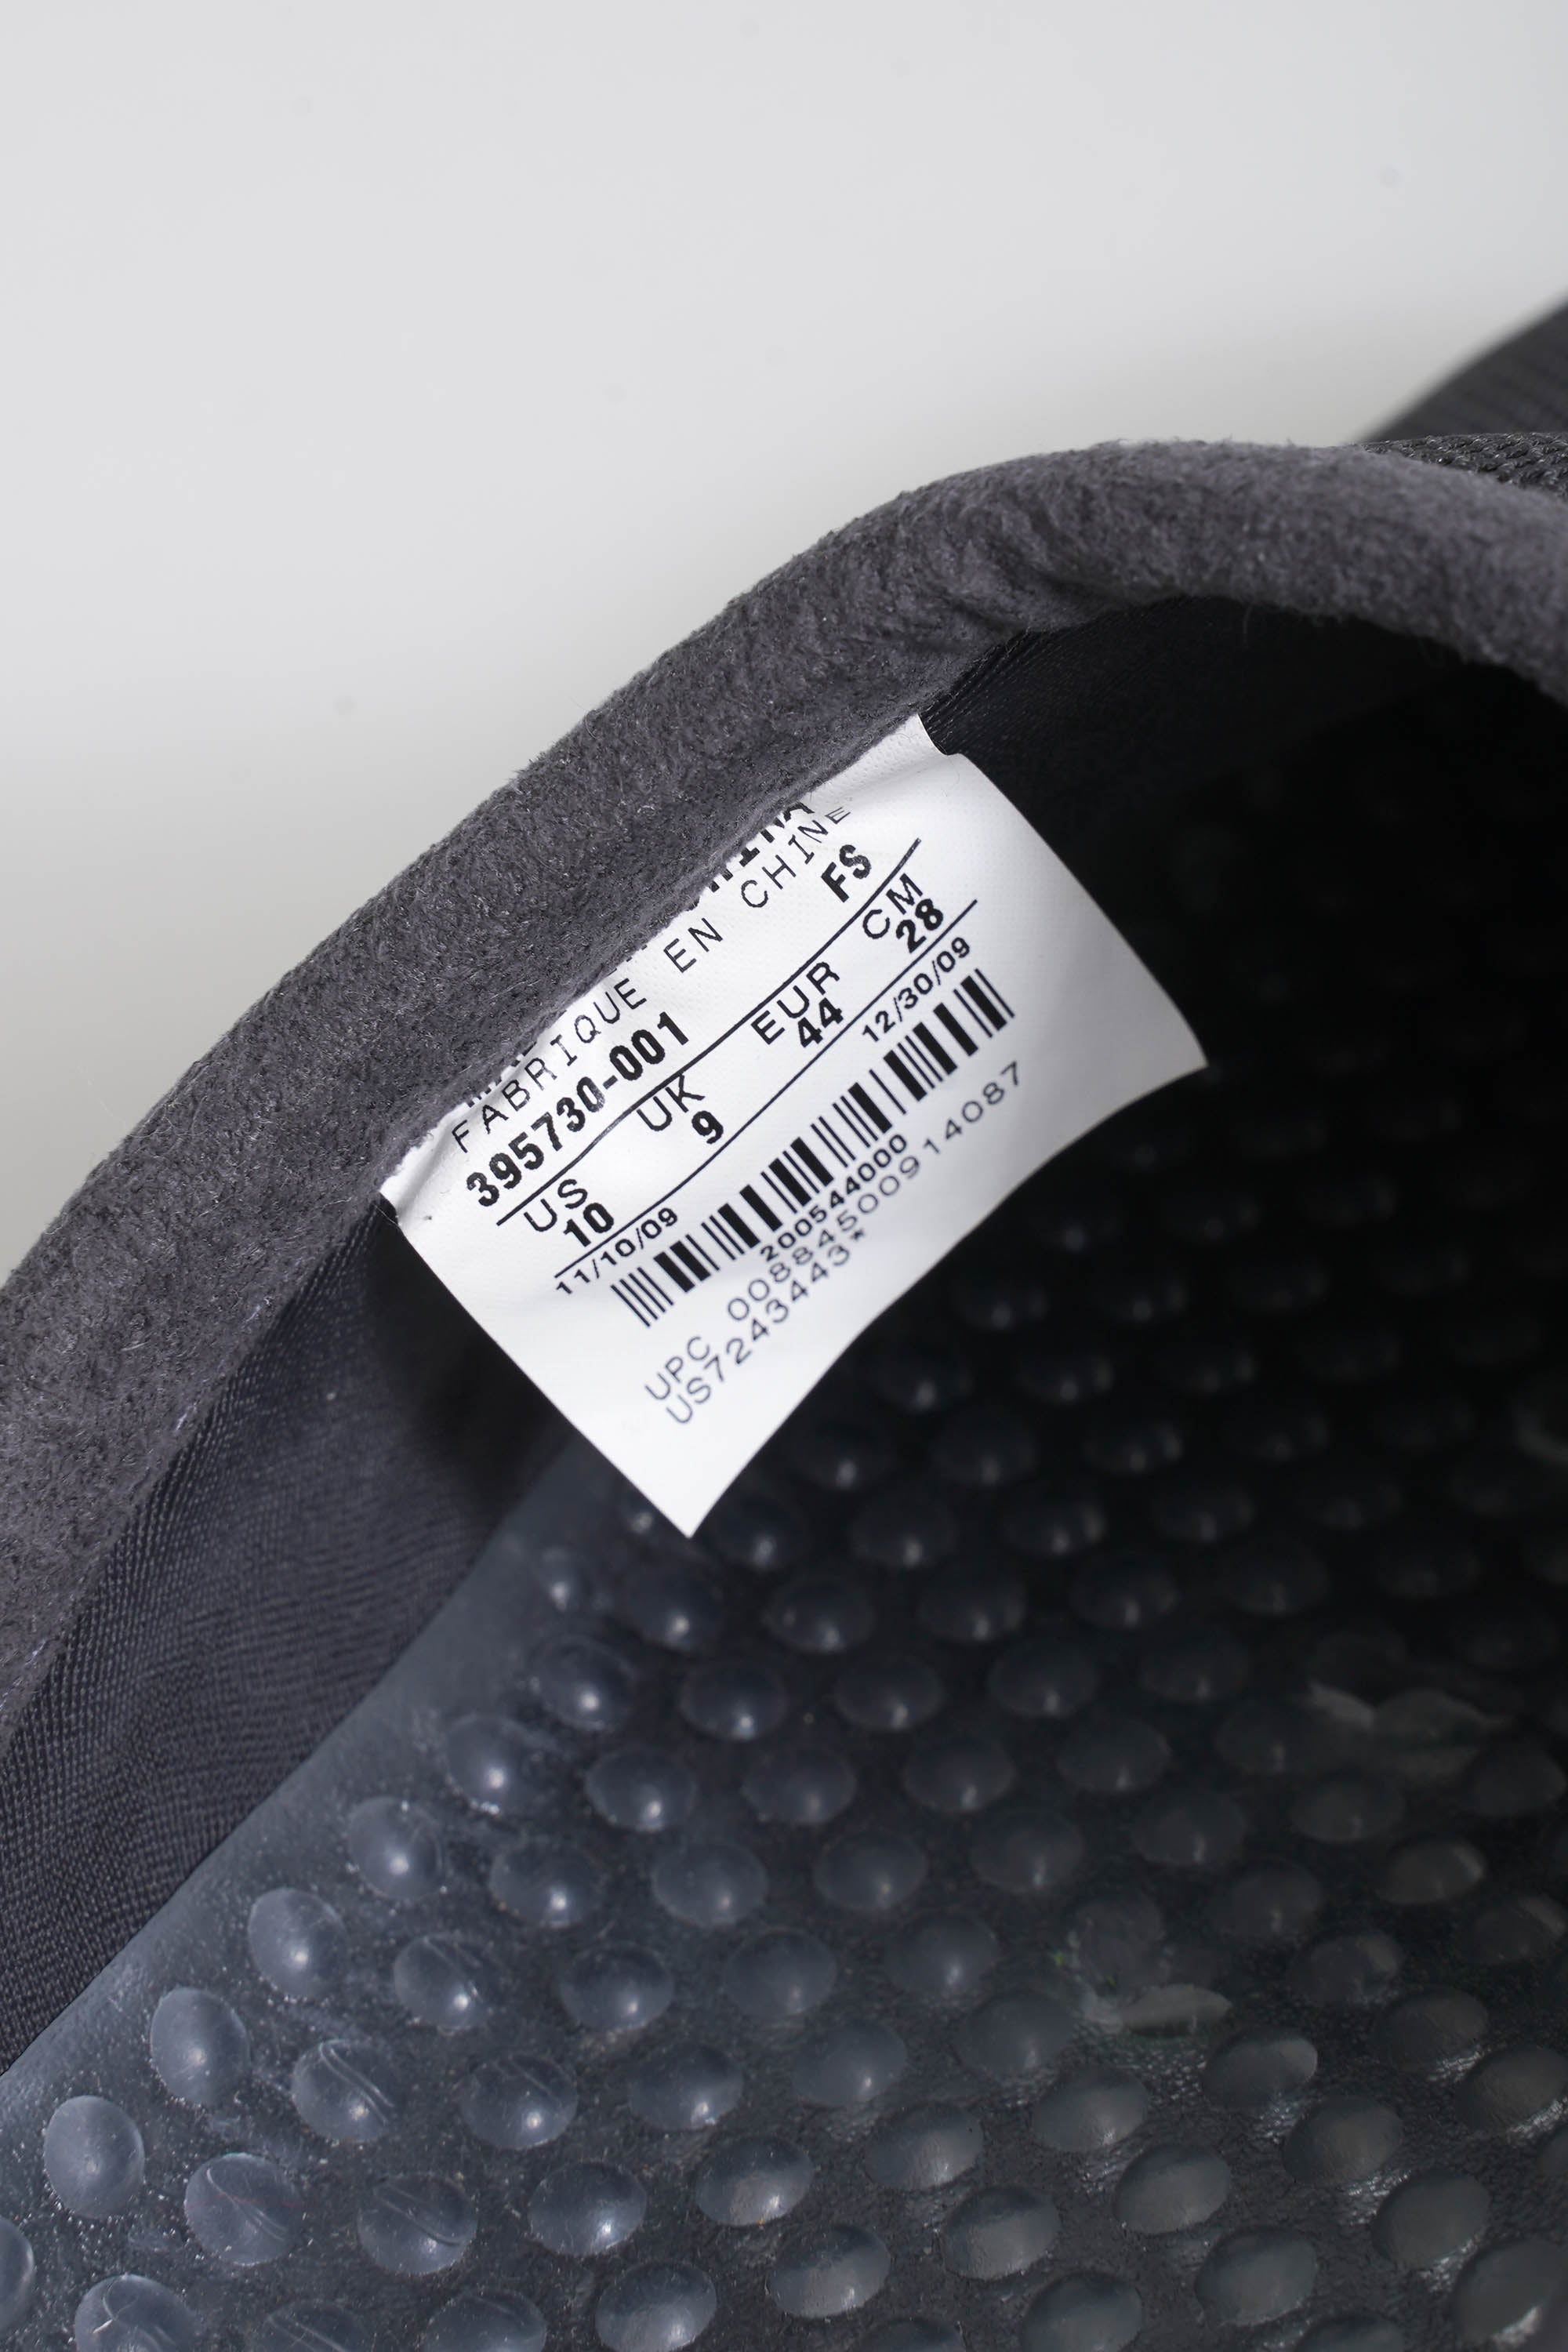 FABRIQUE EN CHINE
395730-001 FS
US UK EUR CM
10 9 44 28
11/10/09 12/30/09
200544000
UPC 00884500914087
US7243443*